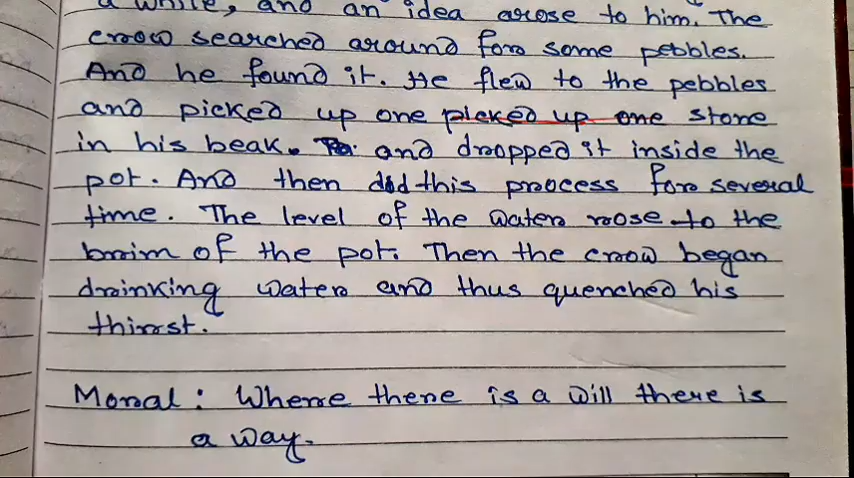 a while, and an idea arose to him. The
crow searched around for some pebbles.
And he found it. He flew to the pebbles
and picked up one picked up one stone
in his beak. and dropped it inside the
pot. And then did this process for several
time. The level of the water rose to the
brim of the pot. Then the crow began
drinking water and thus quenched his
thirst.
Moral: Where there is a will there is
a way.